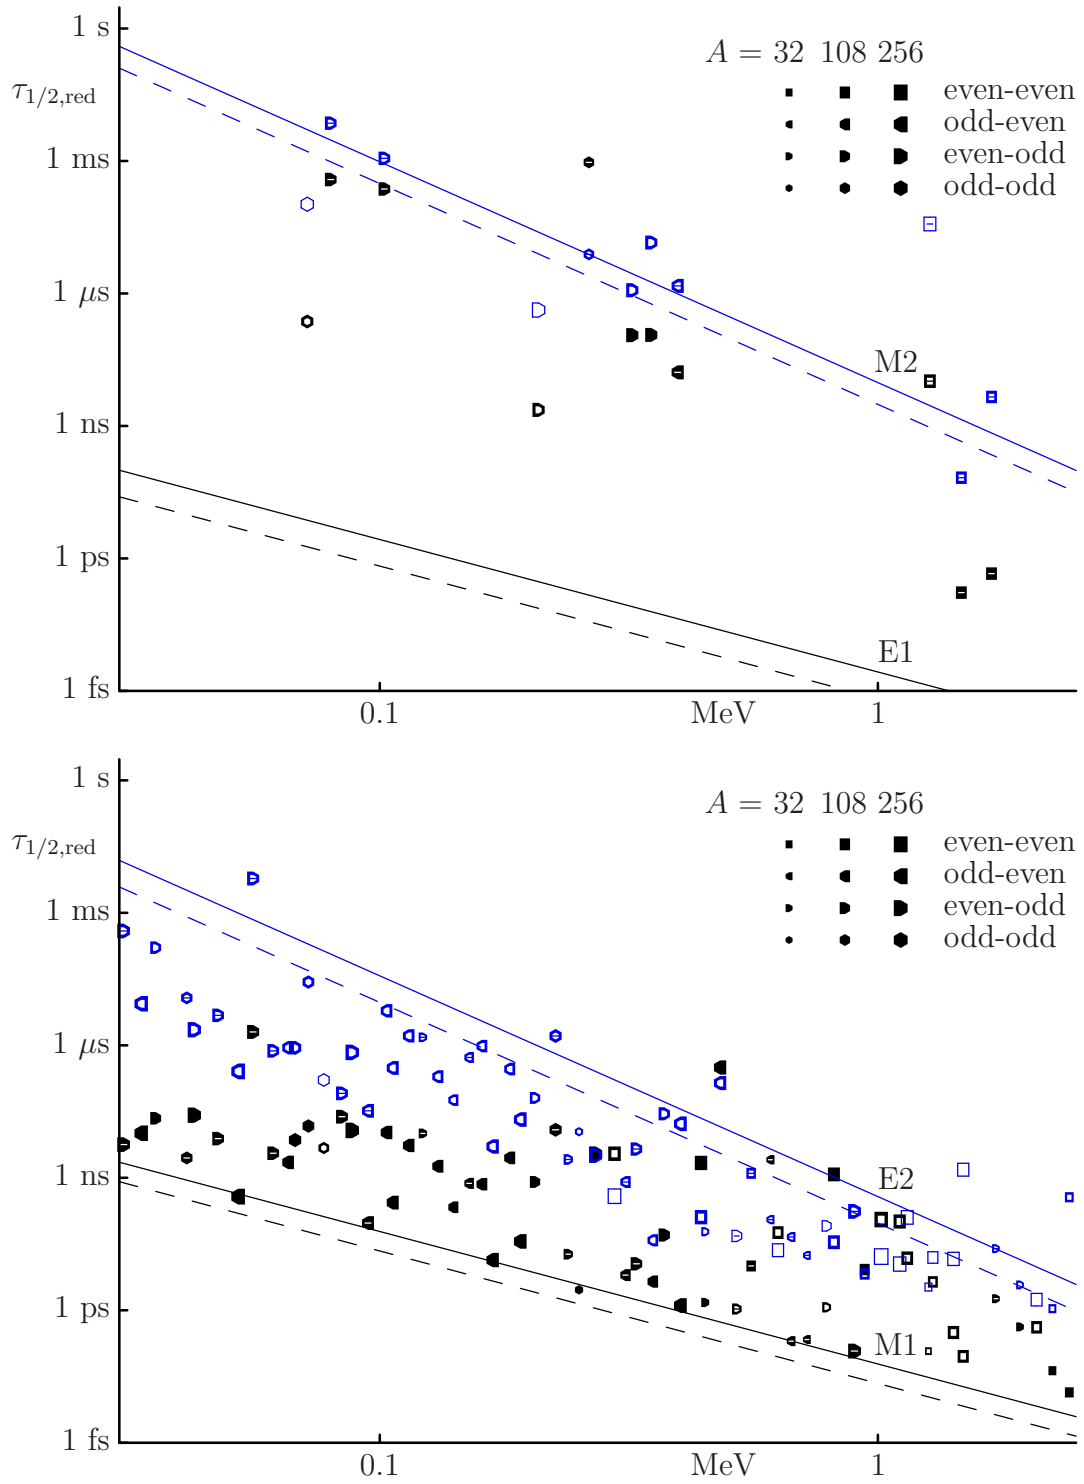 1 s
A = 32 108 256
τ1/2,red
even-even
odd-even
1 ms
even-odd
odd-odd
1 μs
M2
1 ns
1 ps
E1
1 fs
0.1 MeV 1
1 s
A = 32 108 256
τ1/2,red
even-even
odd-even
1 ms
even-odd
odd-odd
1 μs
1 ns
E2
1 ps
M1
1 fs
0.1 MeV 1